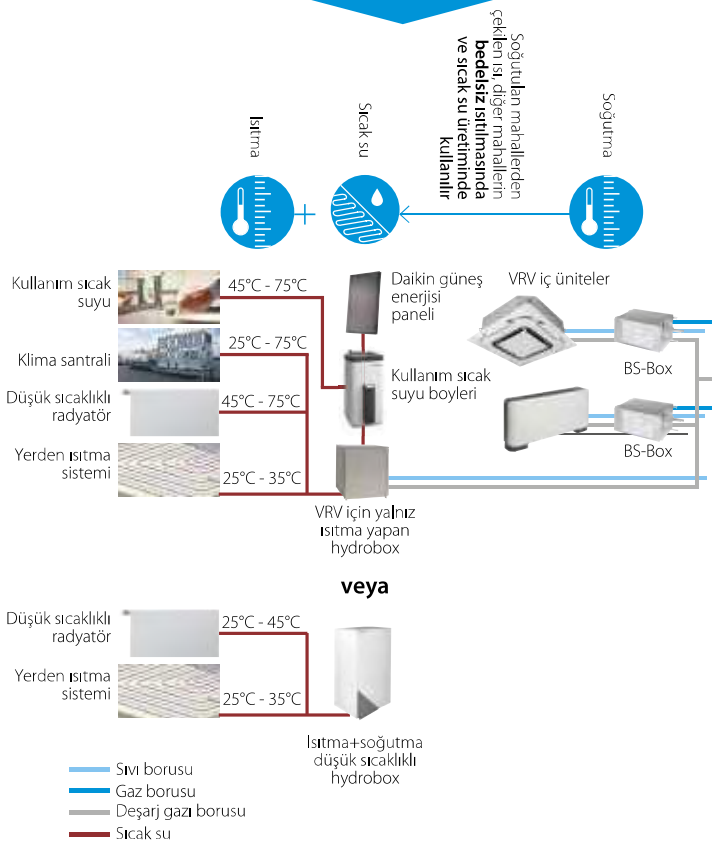 Isıtma
Sıcak su
Soğutulan mahallerden
çekilen ısı, diğer mahallerin
bedelsiz ısıtılmasında
ve sıcak su üretiminde
kullanılır
Soğutma
+
Kullanım sıcak
suyu
45°C - 75°C
Klima santrali
25°C - 75°C
Düşük sıcaklıklı
radyatör
45°C - 75°C
Yerden ısıtma
sistemi
25°C - 35°C
Daikin güneş
enerjisi
paneli
Kullanım sıcak
suyu boyleri
VRV için yalnız
ısıtma yapan
hydrobox
VRV iç üniteler
BS-Box
BS-Box
veya
Düşük sıcaklıklı
radyatör
25°C - 45°C
Yerden ısıtma
sistemi
25°C - 35°C
Isıtma+soğutma
düşük sıcaklıklı
hydrobox
Sıvı borusu
Gaz borusu
Deşarj gazı borusu
Sıcak su